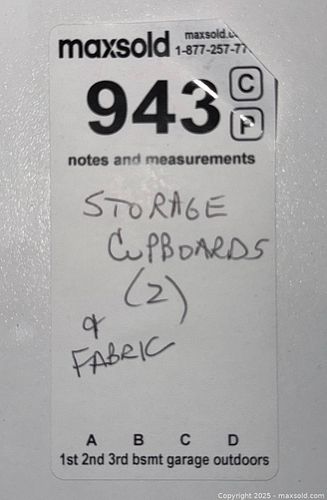 maxsold
maxsold.c
1-877-257-77
943
C
P
notes and measurements
STORAGE
CUPBOARDS
(2)
&
FABRIC
A B C D
1st 2nd 3rd bsmt garage outdoors
Copyright 2025 - maxsold.com